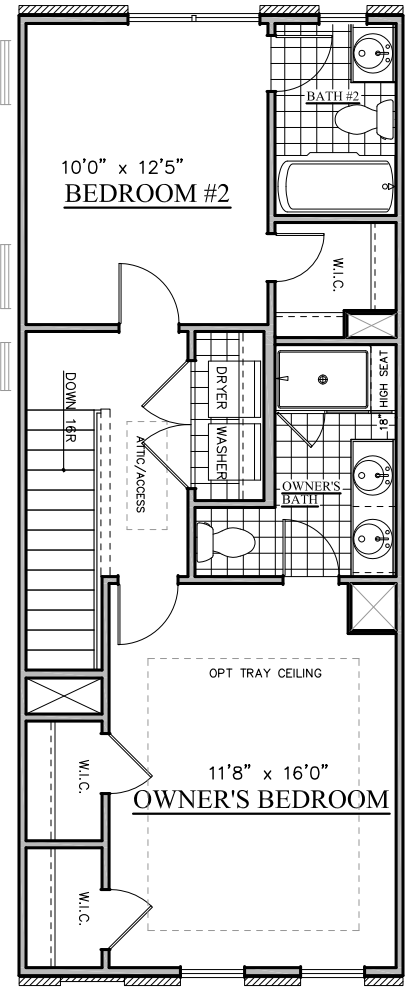 BATH #2
10'0" x 12'5"
BEDROOM #2
W.I.C.
18" HIGH SEAT
DRYER
WASHER
DOWN 16R
ATTIC/ACCESS
OWNER'S
BATH
OPT TRAY CEILING
11'8" x 16'0"
OWNER'S BEDROOM
W.I.C.
W.I.C.